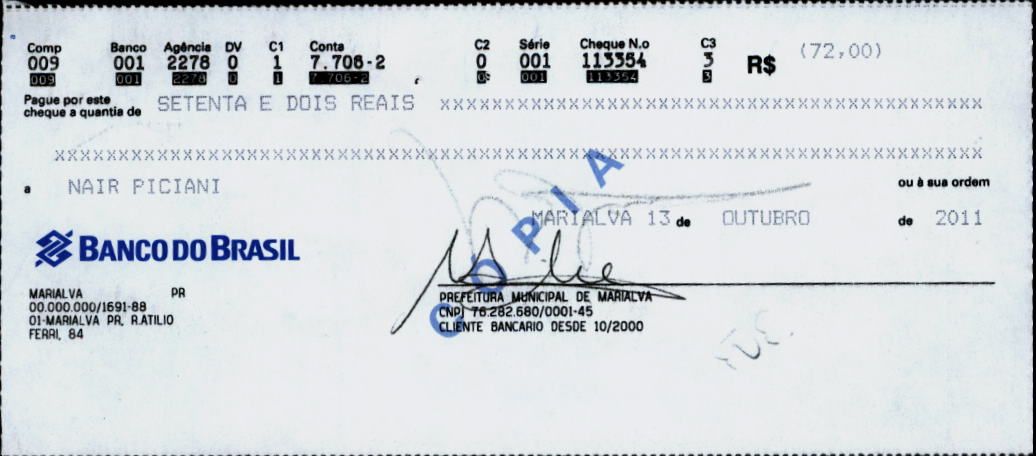 Comp Banco Agência DV C1 Conta C2 Série Cheque N.o C3
009 001 2278 0 1 7.706-2 0 001 113354 3 R$ (72,00)
009 001 2278 0 1 7.706-2 0 001 113354 3
Pague por este
cheque a quantia de SETENTA E DOIS REAIS XXXXXXXXXXXXXXXXXXXXXXXXXXXXXXXXXXXXXXXXXXXXXXX
XXXXXXXXXXXXXXXXXXXXXXXXXXXXXXXXXXXXXXXXXXXXXXXXXXXXXXXXXXXXXXXXXXXXXXXXXXXXXXX
a NAIR PICIANI ou à sua ordem
MARIALVA 13 de OUTUBRO de 2011
COPIA
BANCO DO BRASIL
MARIALVA PR
00.000.000/1691-88
01-MARIALVA PR. R.ATILIO
FERRI, 84
PREFEITURA MUNICIPAL DE MARIALVA
CNPJ 76.282.680/0001-45
CLIENTE BANCARIO DESDE 10/2000